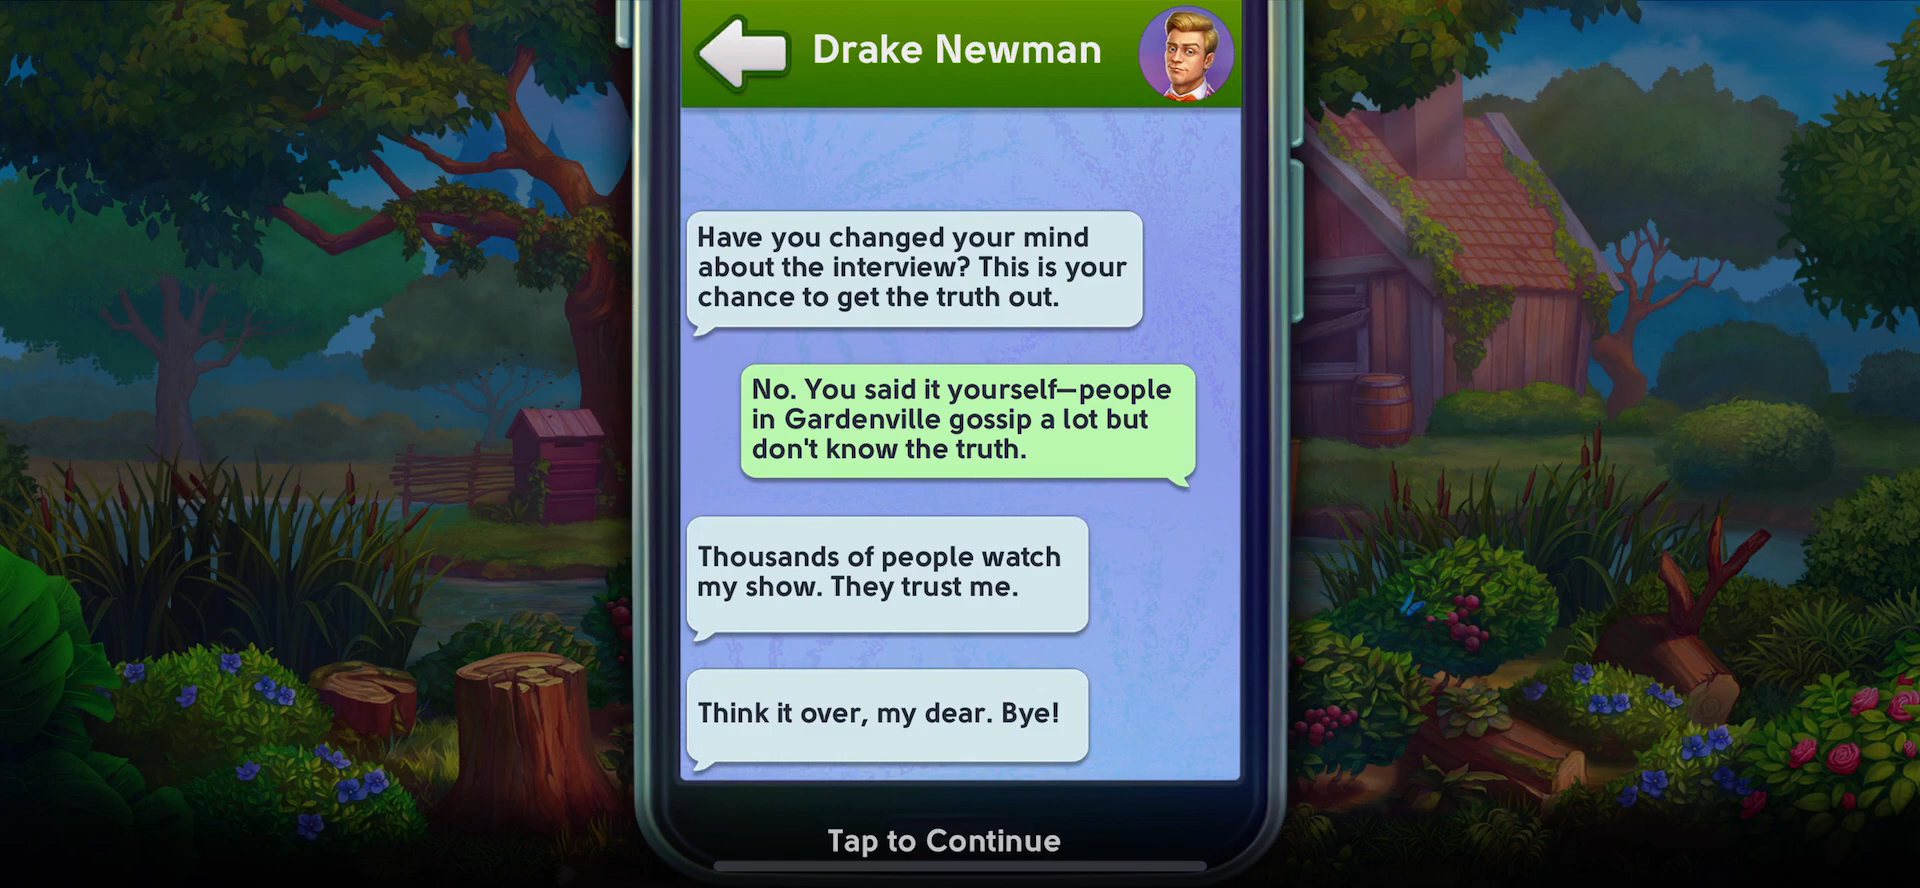 Drake Newman
Have you changed your mind
about the interview? This is your
chance to get the truth out.
No. You said it yourself—people
in Gardenville gossip a lot but
don't know the truth.
Thousands of people watch
my show. They trust me.
Think it over, my dear. Bye!
Tap to Continue